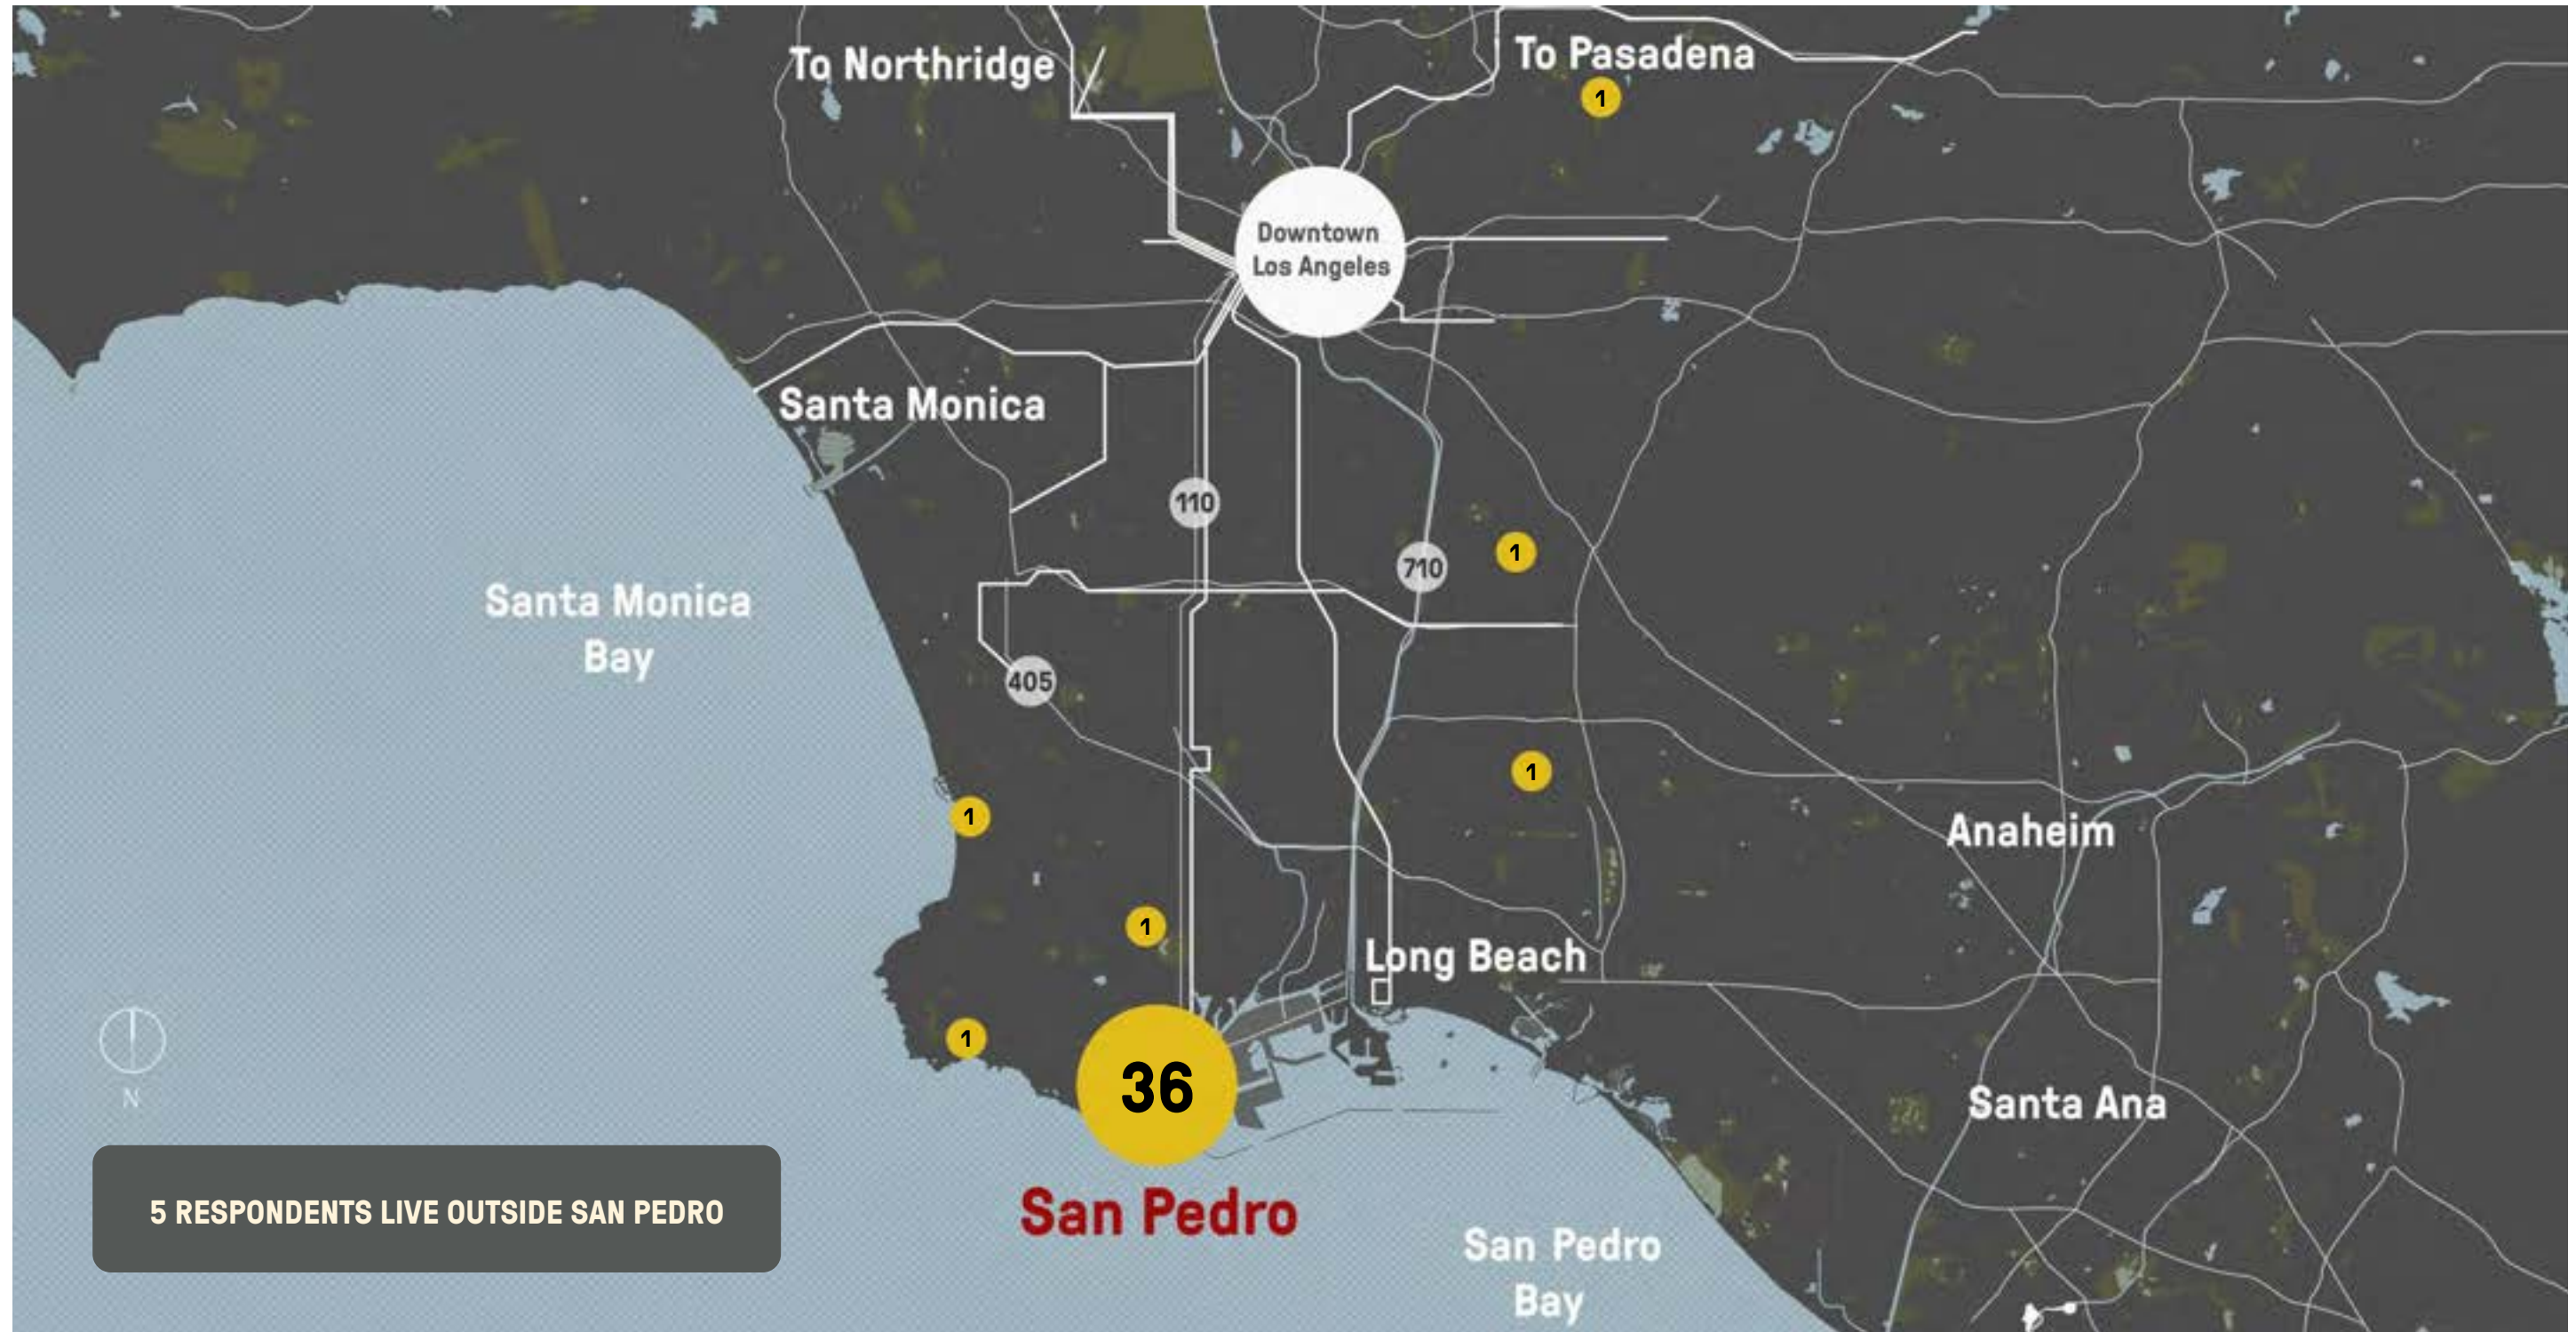 To Northridge
To Pasadena
1
Downtown
Los Angeles
Santa Monica
110
710
1
Santa Monica
Bay
405
1
1
Anaheim
1
Long Beach
1
36
N
Santa Ana
5 RESPONDENTS LIVE OUTSIDE SAN PEDRO
San Pedro
San Pedro
Bay